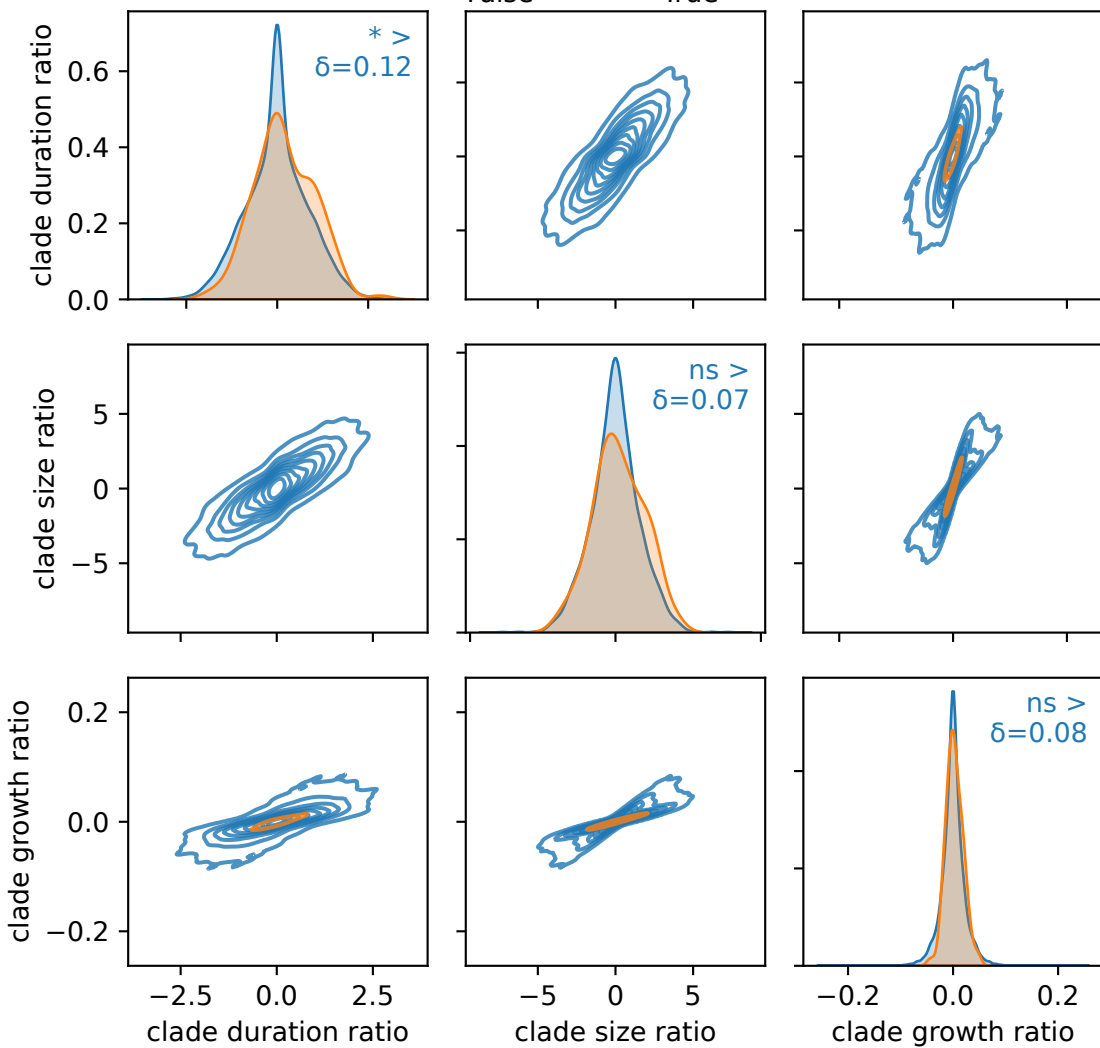 clade duration ratio
0.6
0.4
0.2
0.0
* >
δ=0.12
clade size ratio
5
0
−5
ns >
δ=0.07
clade growth ratio
0.2
0.0
−0.2
ns >
δ=0.08
−2.5 0.0 2.5
clade duration ratio
−5 0 5
clade size ratio
−0.2 0.0 0.2
clade growth ratio